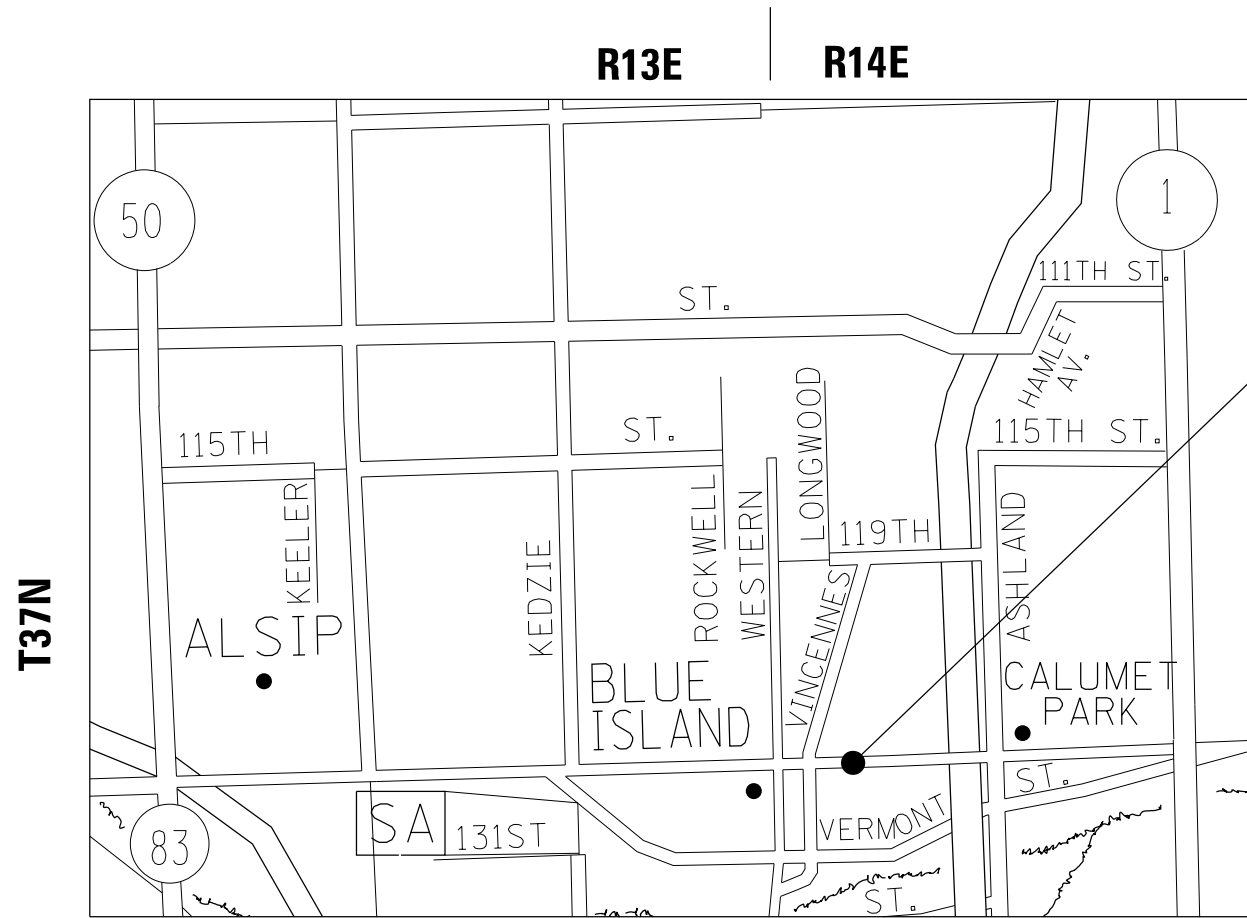 R13E
R14E
T37N
50
1
111TH ST.
ST.
HAMLET
AV.
115TH
ST.
115TH ST.
KEELER
KEDZIE
ROCKWELL
WESTERN
LONGWOOD
119TH
VINCENNES
ASHLAND
ALSIP
BLUE
ISLAND
CALUMET
PARK
ST.
VERMONT
SA
131ST
83
ST.